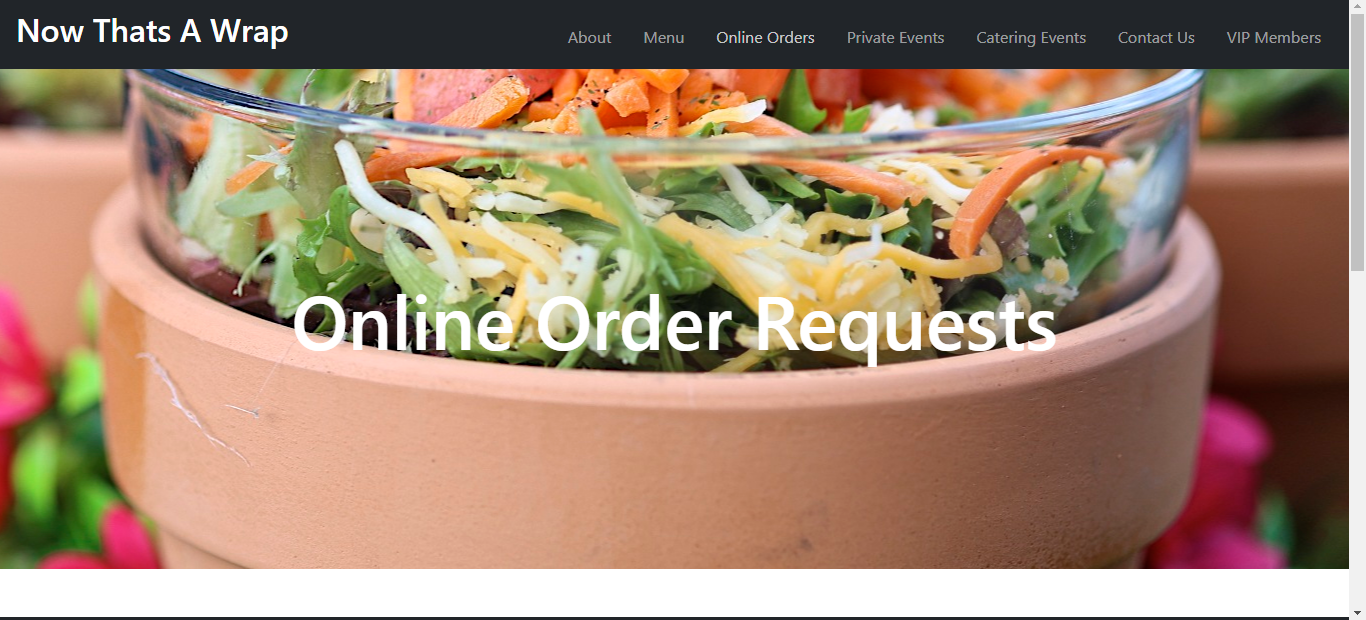 Now Thats A Wrap
About Menu Online Orders Private Events Catering Events Contact Us VIP Members
Online Order Requests